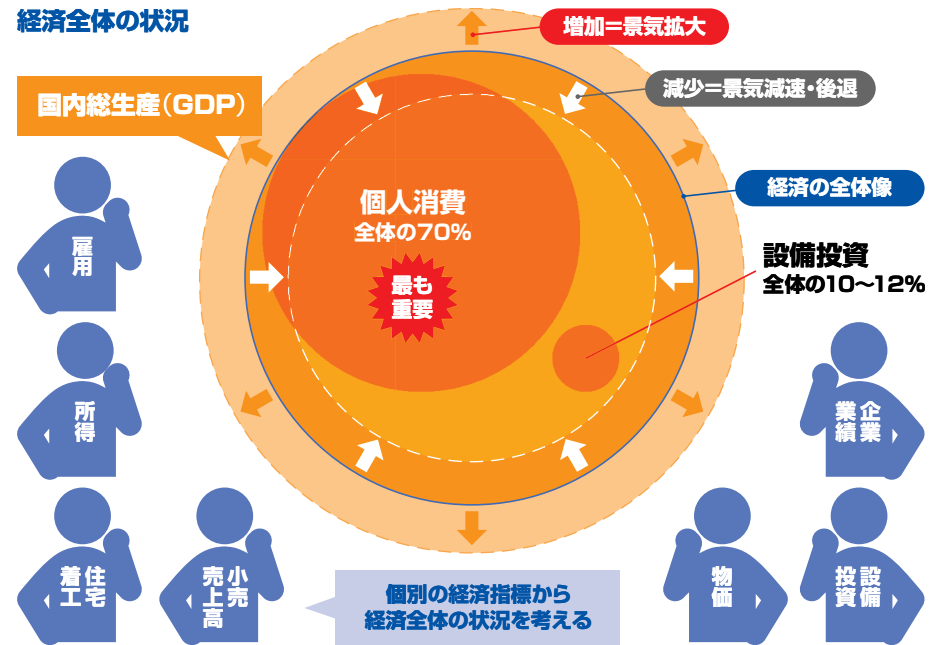 経済全体の状況
増加=景気拡大
国内総生産(GDP)
減少=景気減速・後退
経済の全体像
個人消費
全体の70%
最も
重要
設備投資
全体の10〜12%
雇用
所得
企業
業績
住宅
着工
小売
売上高
物価
設備
投資
個別の経済指標から
経済全体の状況を考える